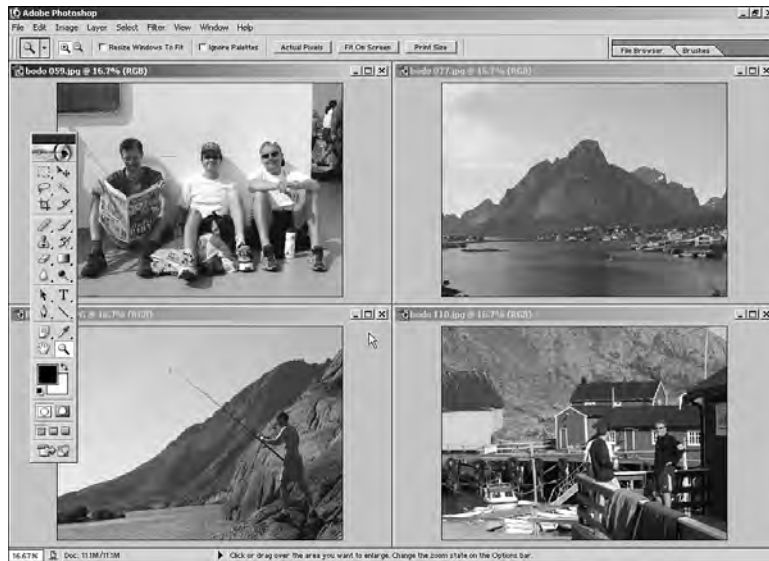 Adobe Photoshop
File Edit Image Layer Select Filter View Window Help
Resize Windows To Fit Ignore Palettes Actual Pixels Fit On Screen Print Size File Browser Brushes
bodo 059.jpg @ 16.7% (RGB)
bodo 077.jpg @ 16.7% (RGB)
@ 16.7% (RGB)
bodo 110.jpg @ 16.7% (RGB)
T
16.67% Doc: 11.1M/11.1M Click or drag over the area you want to enlarge. Change the zoom state on the Options bar.